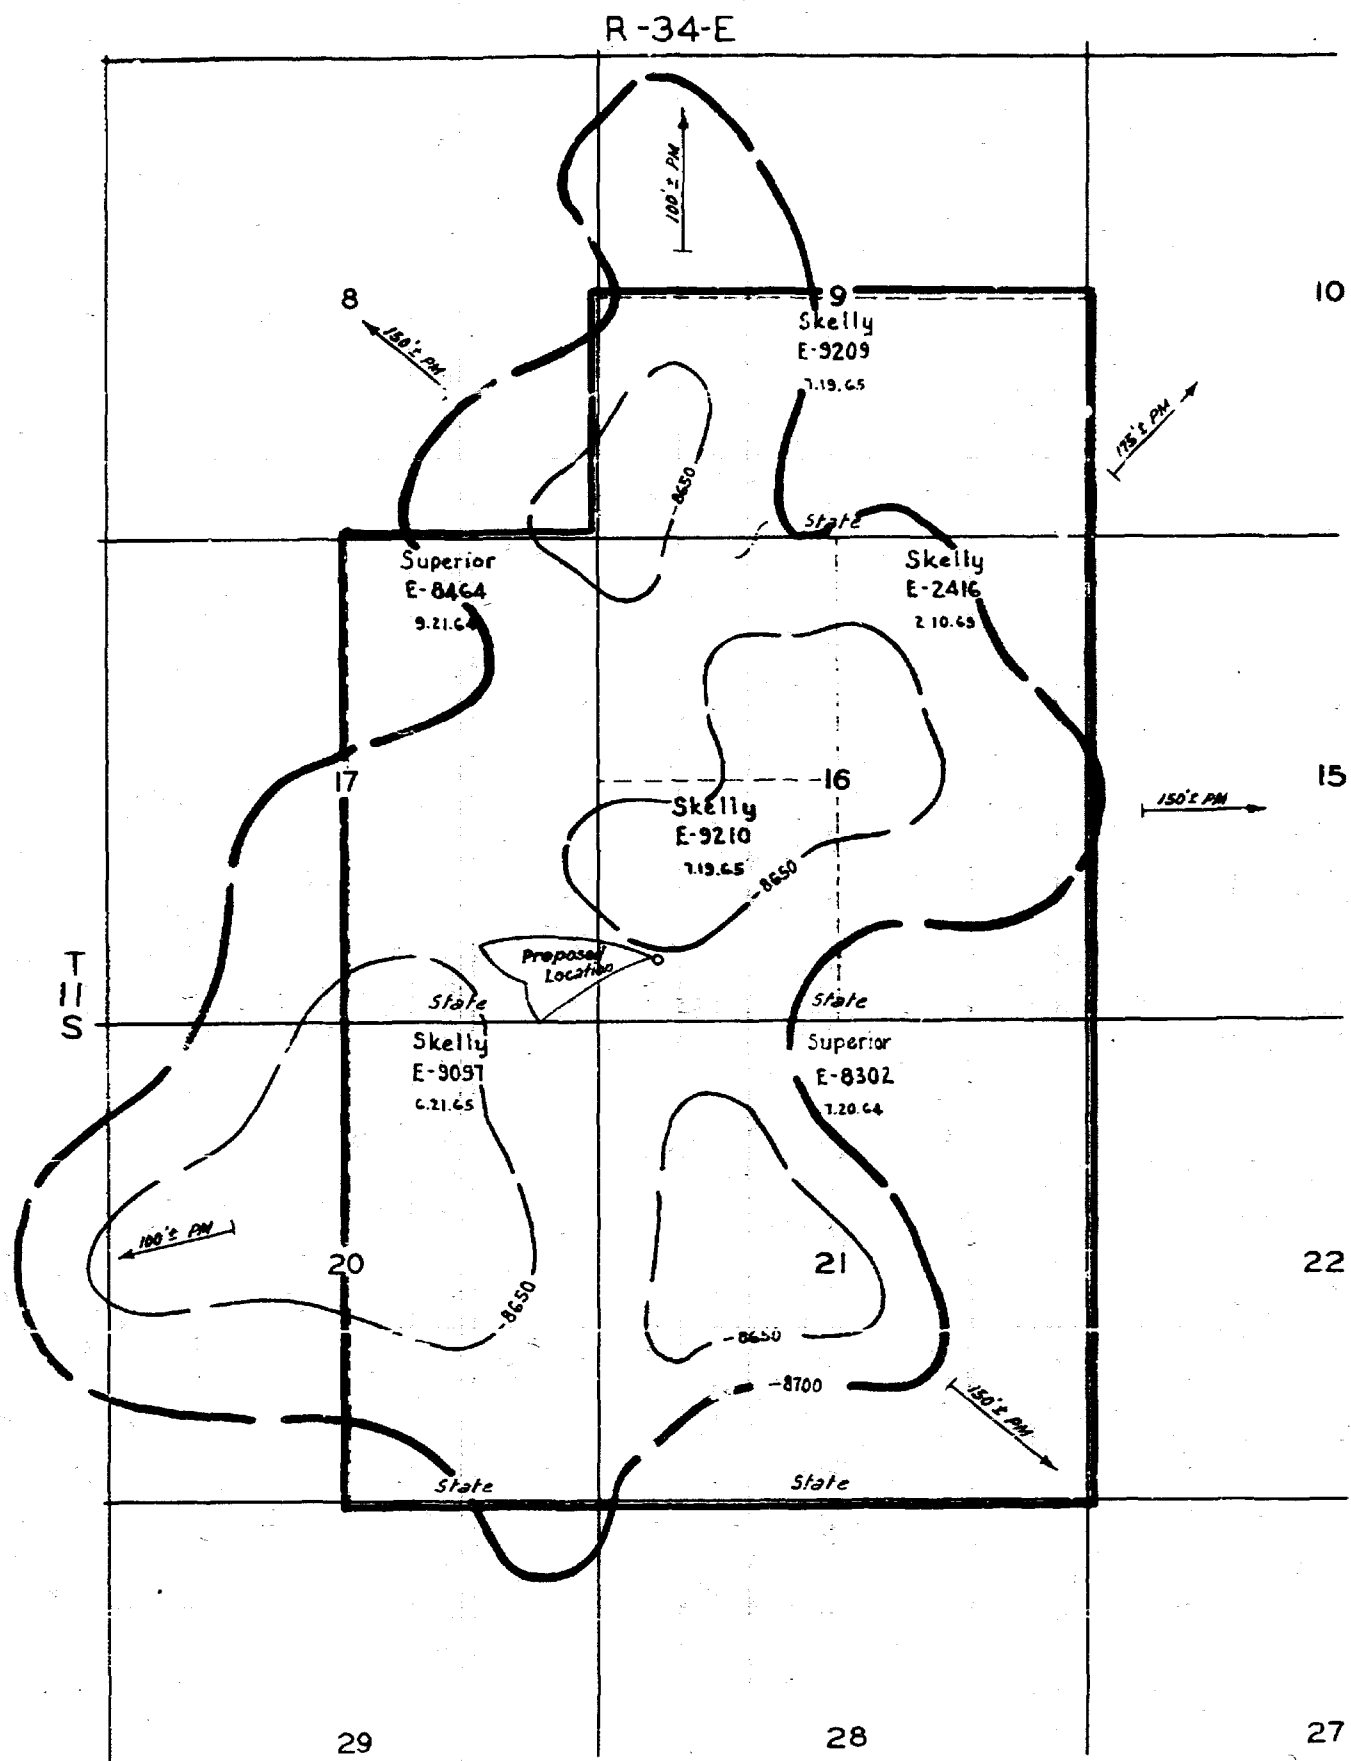 R-34-E
100'± PM
8
9
10
150'± PM
Skelly
E-9209
7.19.65
175'± PM
-8650
State
Superior
E-8464
9.21.64
Skelly
E-2416
2.10.69
17
16
15
Skelly
E-9210
7.19.65
150'± PM
-8650
Proposed
Location
T
11
S
State
State
Skelly
E-9097
6.21.65
Superior
E-8302
7.20.64
100'± PM
20
21
22
-8650
-8650
-8700
150'± PM
State
State
29
28
27